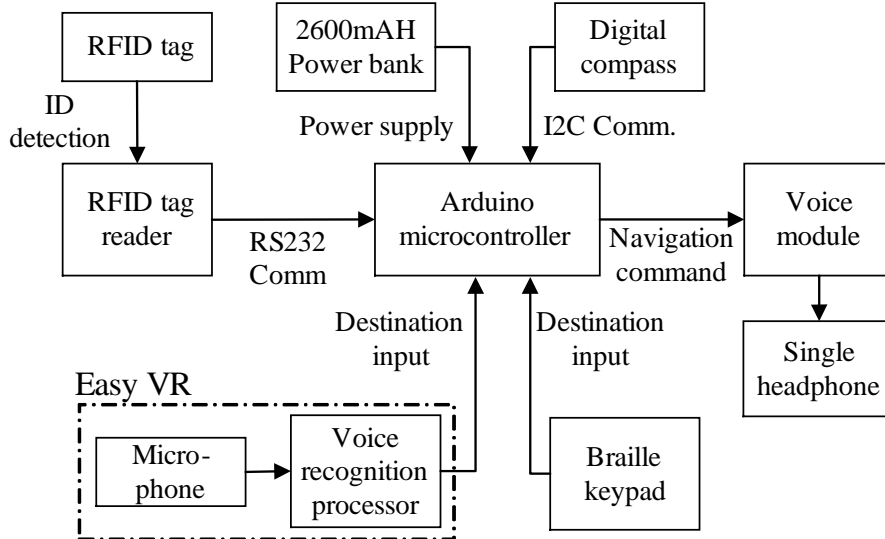 RFID tag
2600mAH
Power bank
Digital
compass
ID
detection
Power supply
I2C Comm.
RFID tag
reader
RS232
Comm
Arduino
microcontroller
Navigation
command
Voice
module
Destination
input
Destination
input
Single
headphone
Easy VR
Micro-
phone
Voice
recognition
processor
Braille
keypad